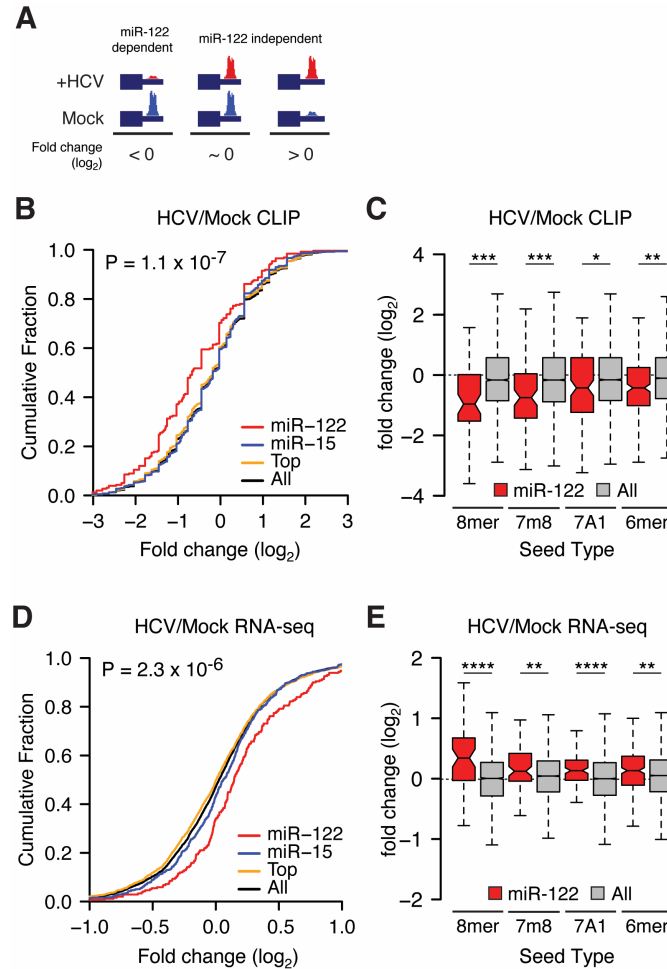 A
miR-122 dependent
miR-122 independent
+HCV
Mock
Fold change (log2)
< 0
~ 0
> 0
B
HCV/Mock CLIP
P = 1.1 x 10-7
1.0
0.8
0.6
0.4
0.2
0.0
Cumulative Fraction
miR−122
miR−15
Top
All
−3
−2
−1
0
1
2
3
Fold change (log2)
C
HCV/Mock CLIP
4
2
0
−2
−4
fold change (log2)
***
***
*
**
miR−122
All
8mer
7m8
7A1
6mer
Seed Type
D
HCV/Mock RNA-seq
P = 2.3 x 10-6
1.0
0.8
0.6
0.4
0.2
0.0
Cumulative Fraction
miR−122
miR−15
Top
All
−1.0
−0.5
0.0
0.5
1.0
Fold change (log2)
E
HCV/Mock RNA-seq
2
1
0
−1
−2
fold change (log2)
****
**
****
**
miR−122
All
8mer
7m8
7A1
6mer
Seed Type